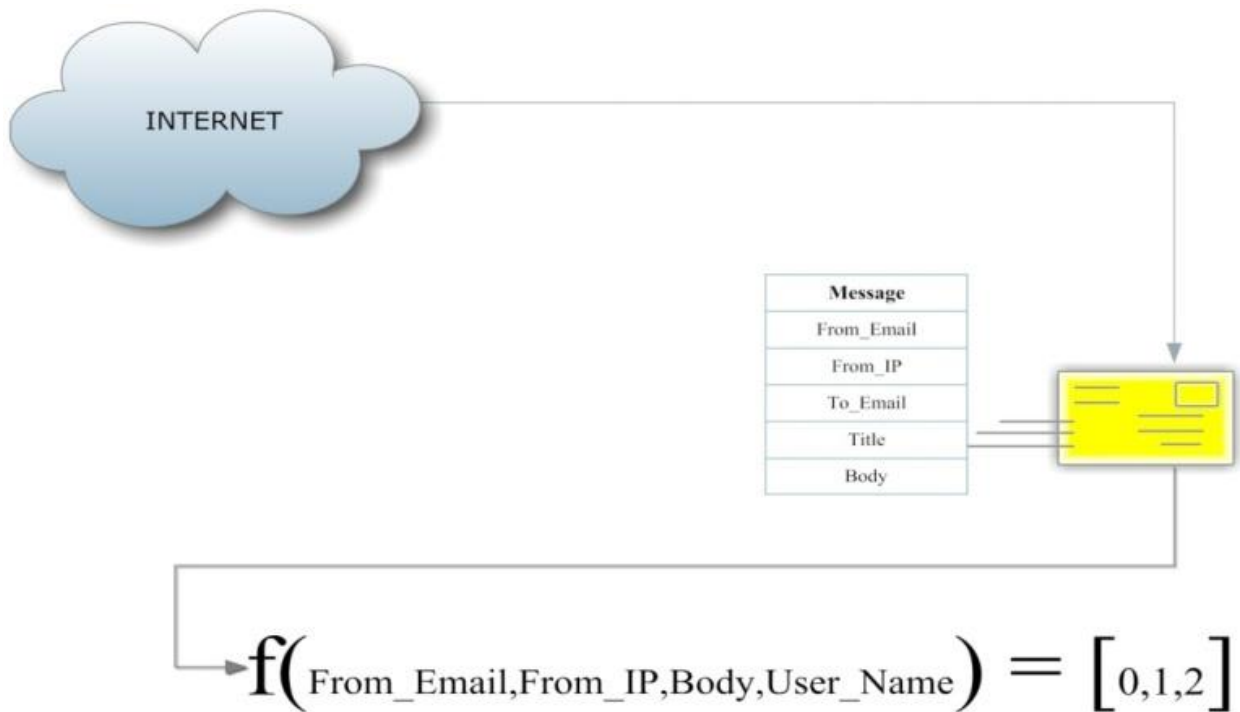 INTERNET
Message
From_Email
From_IP
To_Email
Title
Body
f(From_Email,From_IP,Body,User_Name) = [0,1,2]